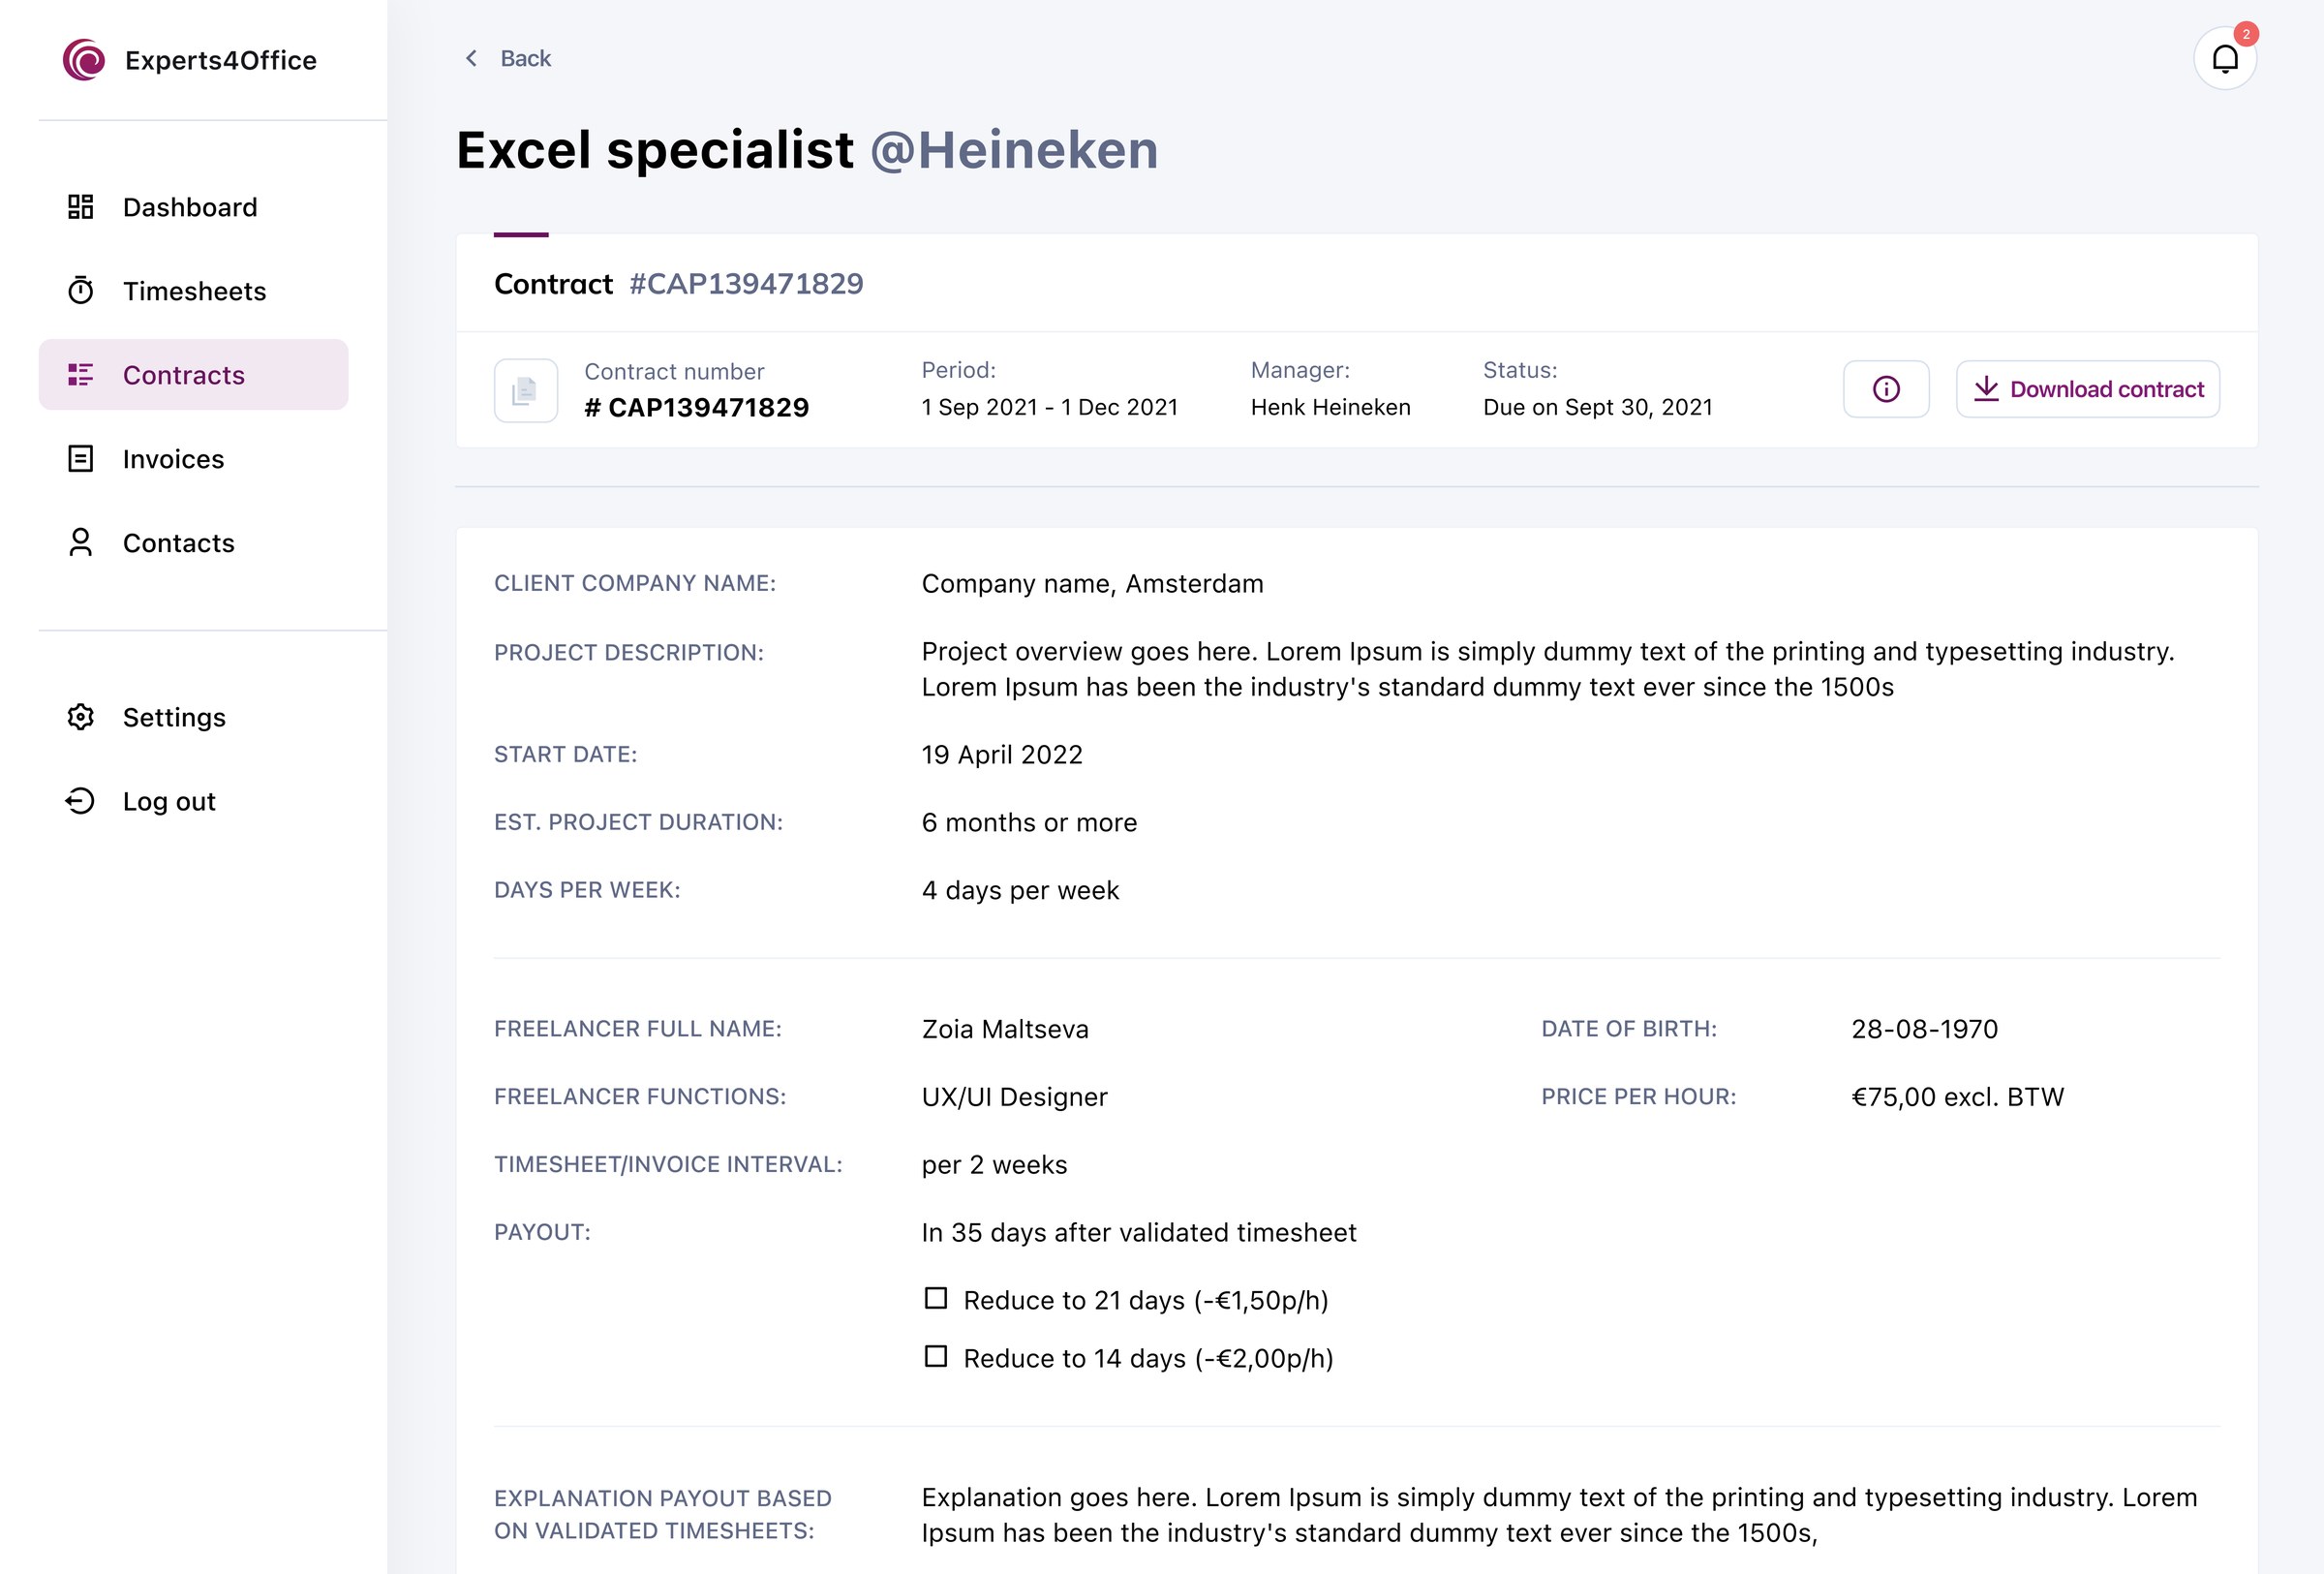 Experts4Office
Dashboard
Timesheets
Contracts
Invoices
Contacts
Settings
Log out
Back
2
Excel specialist @Heineken
Contract #CAP139471829
Contract number
# CAP139471829
Period:
1 Sep 2021 - 1 Dec 2021
Manager:
Henk Heineken
Status:
Due on Sept 30, 2021
Download contract
CLIENT COMPANY NAME: Company name, Amsterdam
PROJECT DESCRIPTION: Project overview goes here. Lorem Ipsum is simply dummy text of the printing and typesetting industry.
Lorem Ipsum has been the industry's standard dummy text ever since the 1500s
START DATE: 19 April 2022
EST. PROJECT DURATION: 6 months or more
DAYS PER WEEK: 4 days per week
FREELANCER FULL NAME: Zoia Maltseva DATE OF BIRTH: 28-08-1970
FREELANCER FUNCTIONS: UX/UI Designer PRICE PER HOUR: €75,00 excl. BTW
TIMESHEET/INVOICE INTERVAL: per 2 weeks
PAYOUT: In 35 days after validated timesheet
Reduce to 21 days (-€1,50p/h)
Reduce to 14 days (-€2,00p/h)
EXPLANATION PAYOUT BASED
ON VALIDATED TIMESHEETS:
Explanation goes here. Lorem Ipsum is simply dummy text of the printing and typesetting industry. Lorem
Ipsum has been the industry's standard dummy text ever since the 1500s,